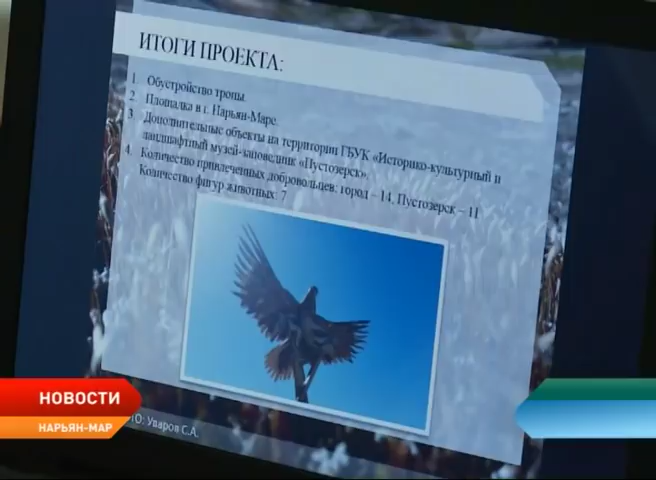 ИТОГИ ПРОЕКТА:
1. Обустройство тропы.
2. Площадка в г. Нарьян-Маре.
3. Дополнительные объекты на территории ГБУК «Историко-культурный и
ландшафтный музей-заповедник «Пустозерск».
4. Количество привлеченных добровольцев: город – 14, Пустозерск – 11
Количество фигур животных: 7
НОВОСТИ
НАРЬЯН-МАР
Уваров С.А.